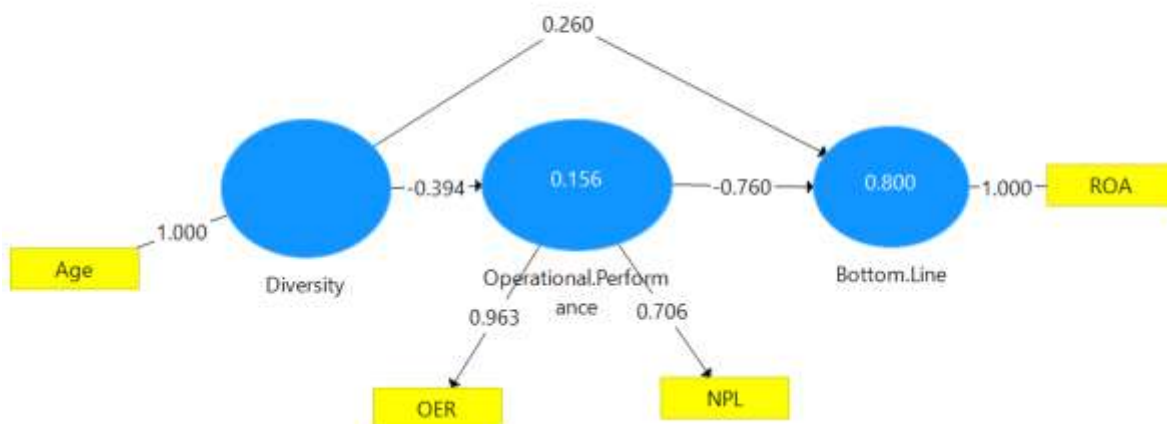 0.260
0.156
0.800
-0.394
-0.760
1.000
ROA
1.000
Age
Diversity
Operational.Perform
ance
Bottom.Line
0.963
0.706
OER
NPL